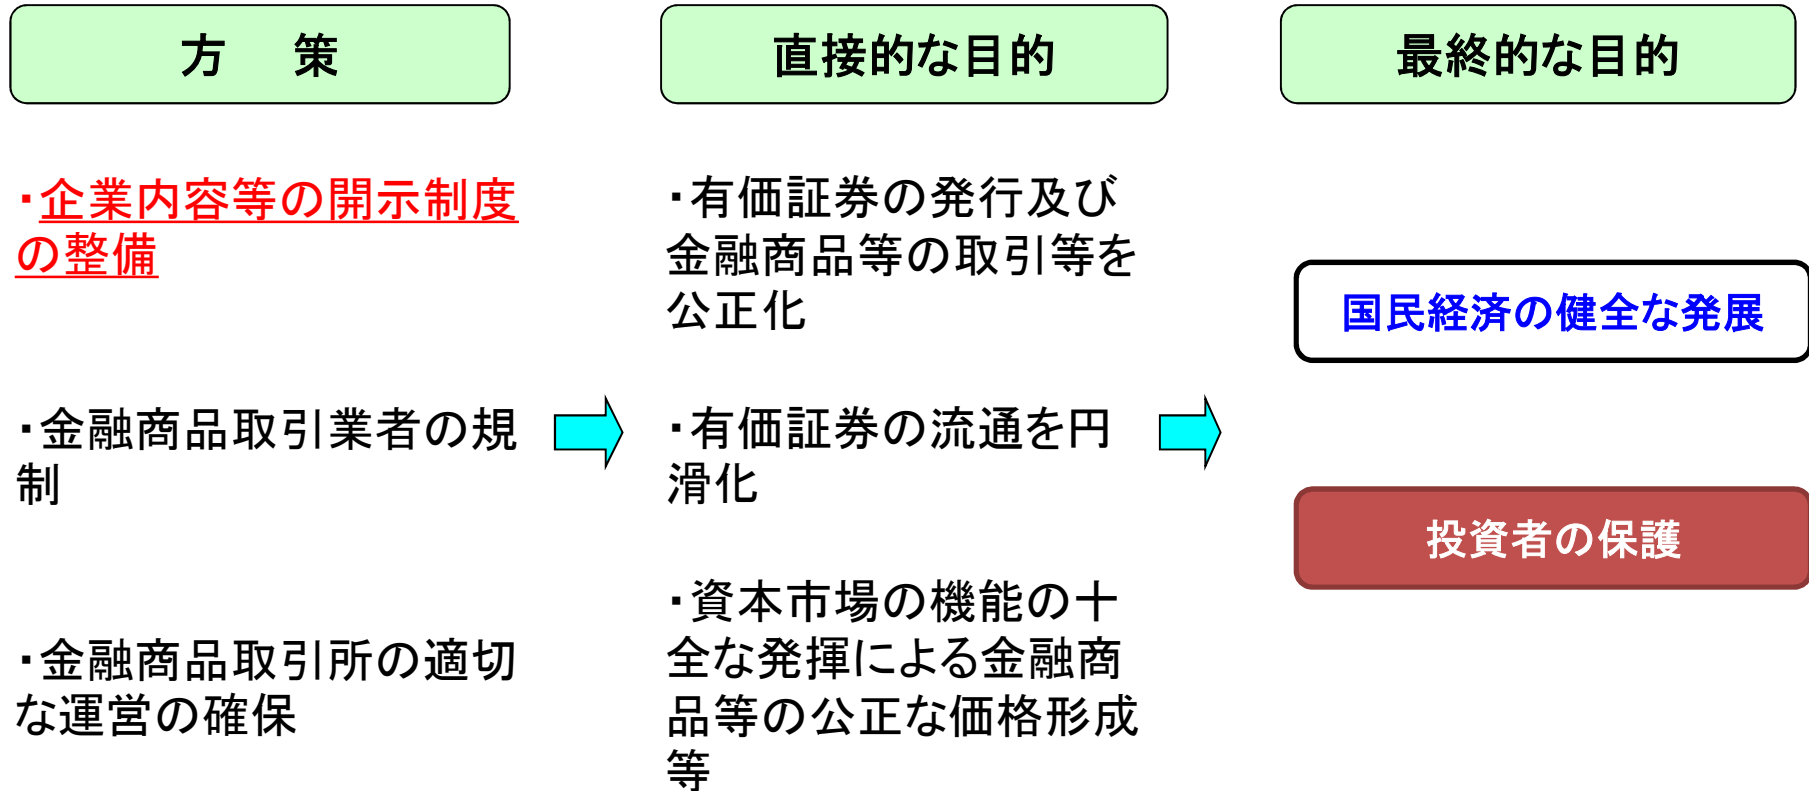 方　策
・企業内容等の開示制度
の整備
・金融商品取引業者の規
制
・金融商品取引所の適切
な運営の確保
直接的な目的
・有価証券の発行及び
金融商品等の取引等を
公正化
・有価証券の流通を円
滑化
・資本市場の機能の十
全な発揮による金融商
品等の公正な価格形成
等
最終的な目的
国民経済の健全な発展
投資者の保護